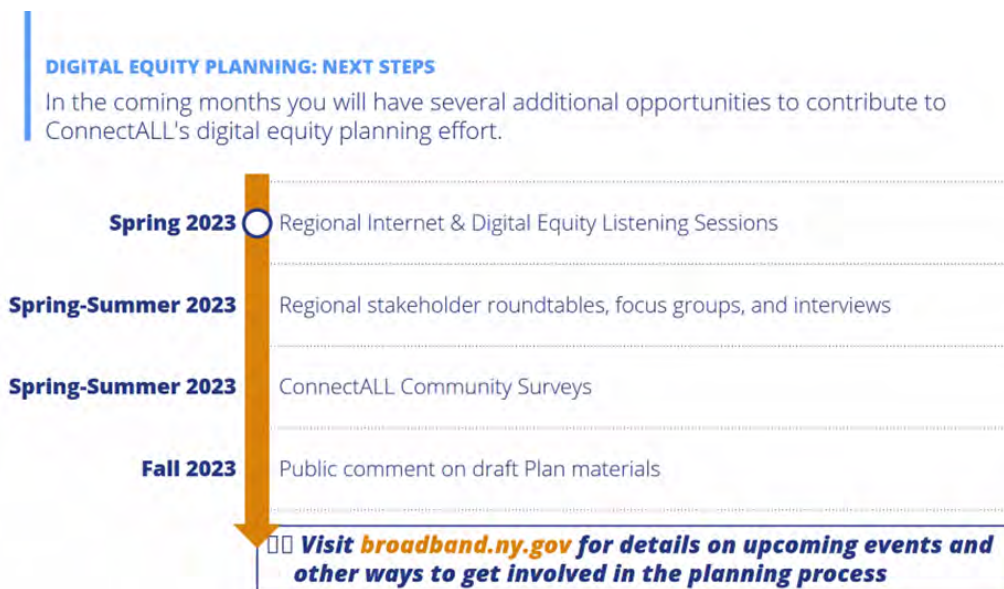 DIGITAL EQUITY PLANNING: NEXT STEPS
In the coming months you will have several additional opportunities to contribute to
ConnectALL's digital equity planning effort.
Spring 2023 Regional Internet & Digital Equity Listening Sessions
Spring-Summer 2023 Regional stakeholder roundtables, focus groups, and interviews
Spring-Summer 2023 ConnectALL Community Surveys
Fall 2023 Public comment on draft Plan materials
Visit broadband.ny.gov for details on upcoming events and
other ways to get involved in the planning process